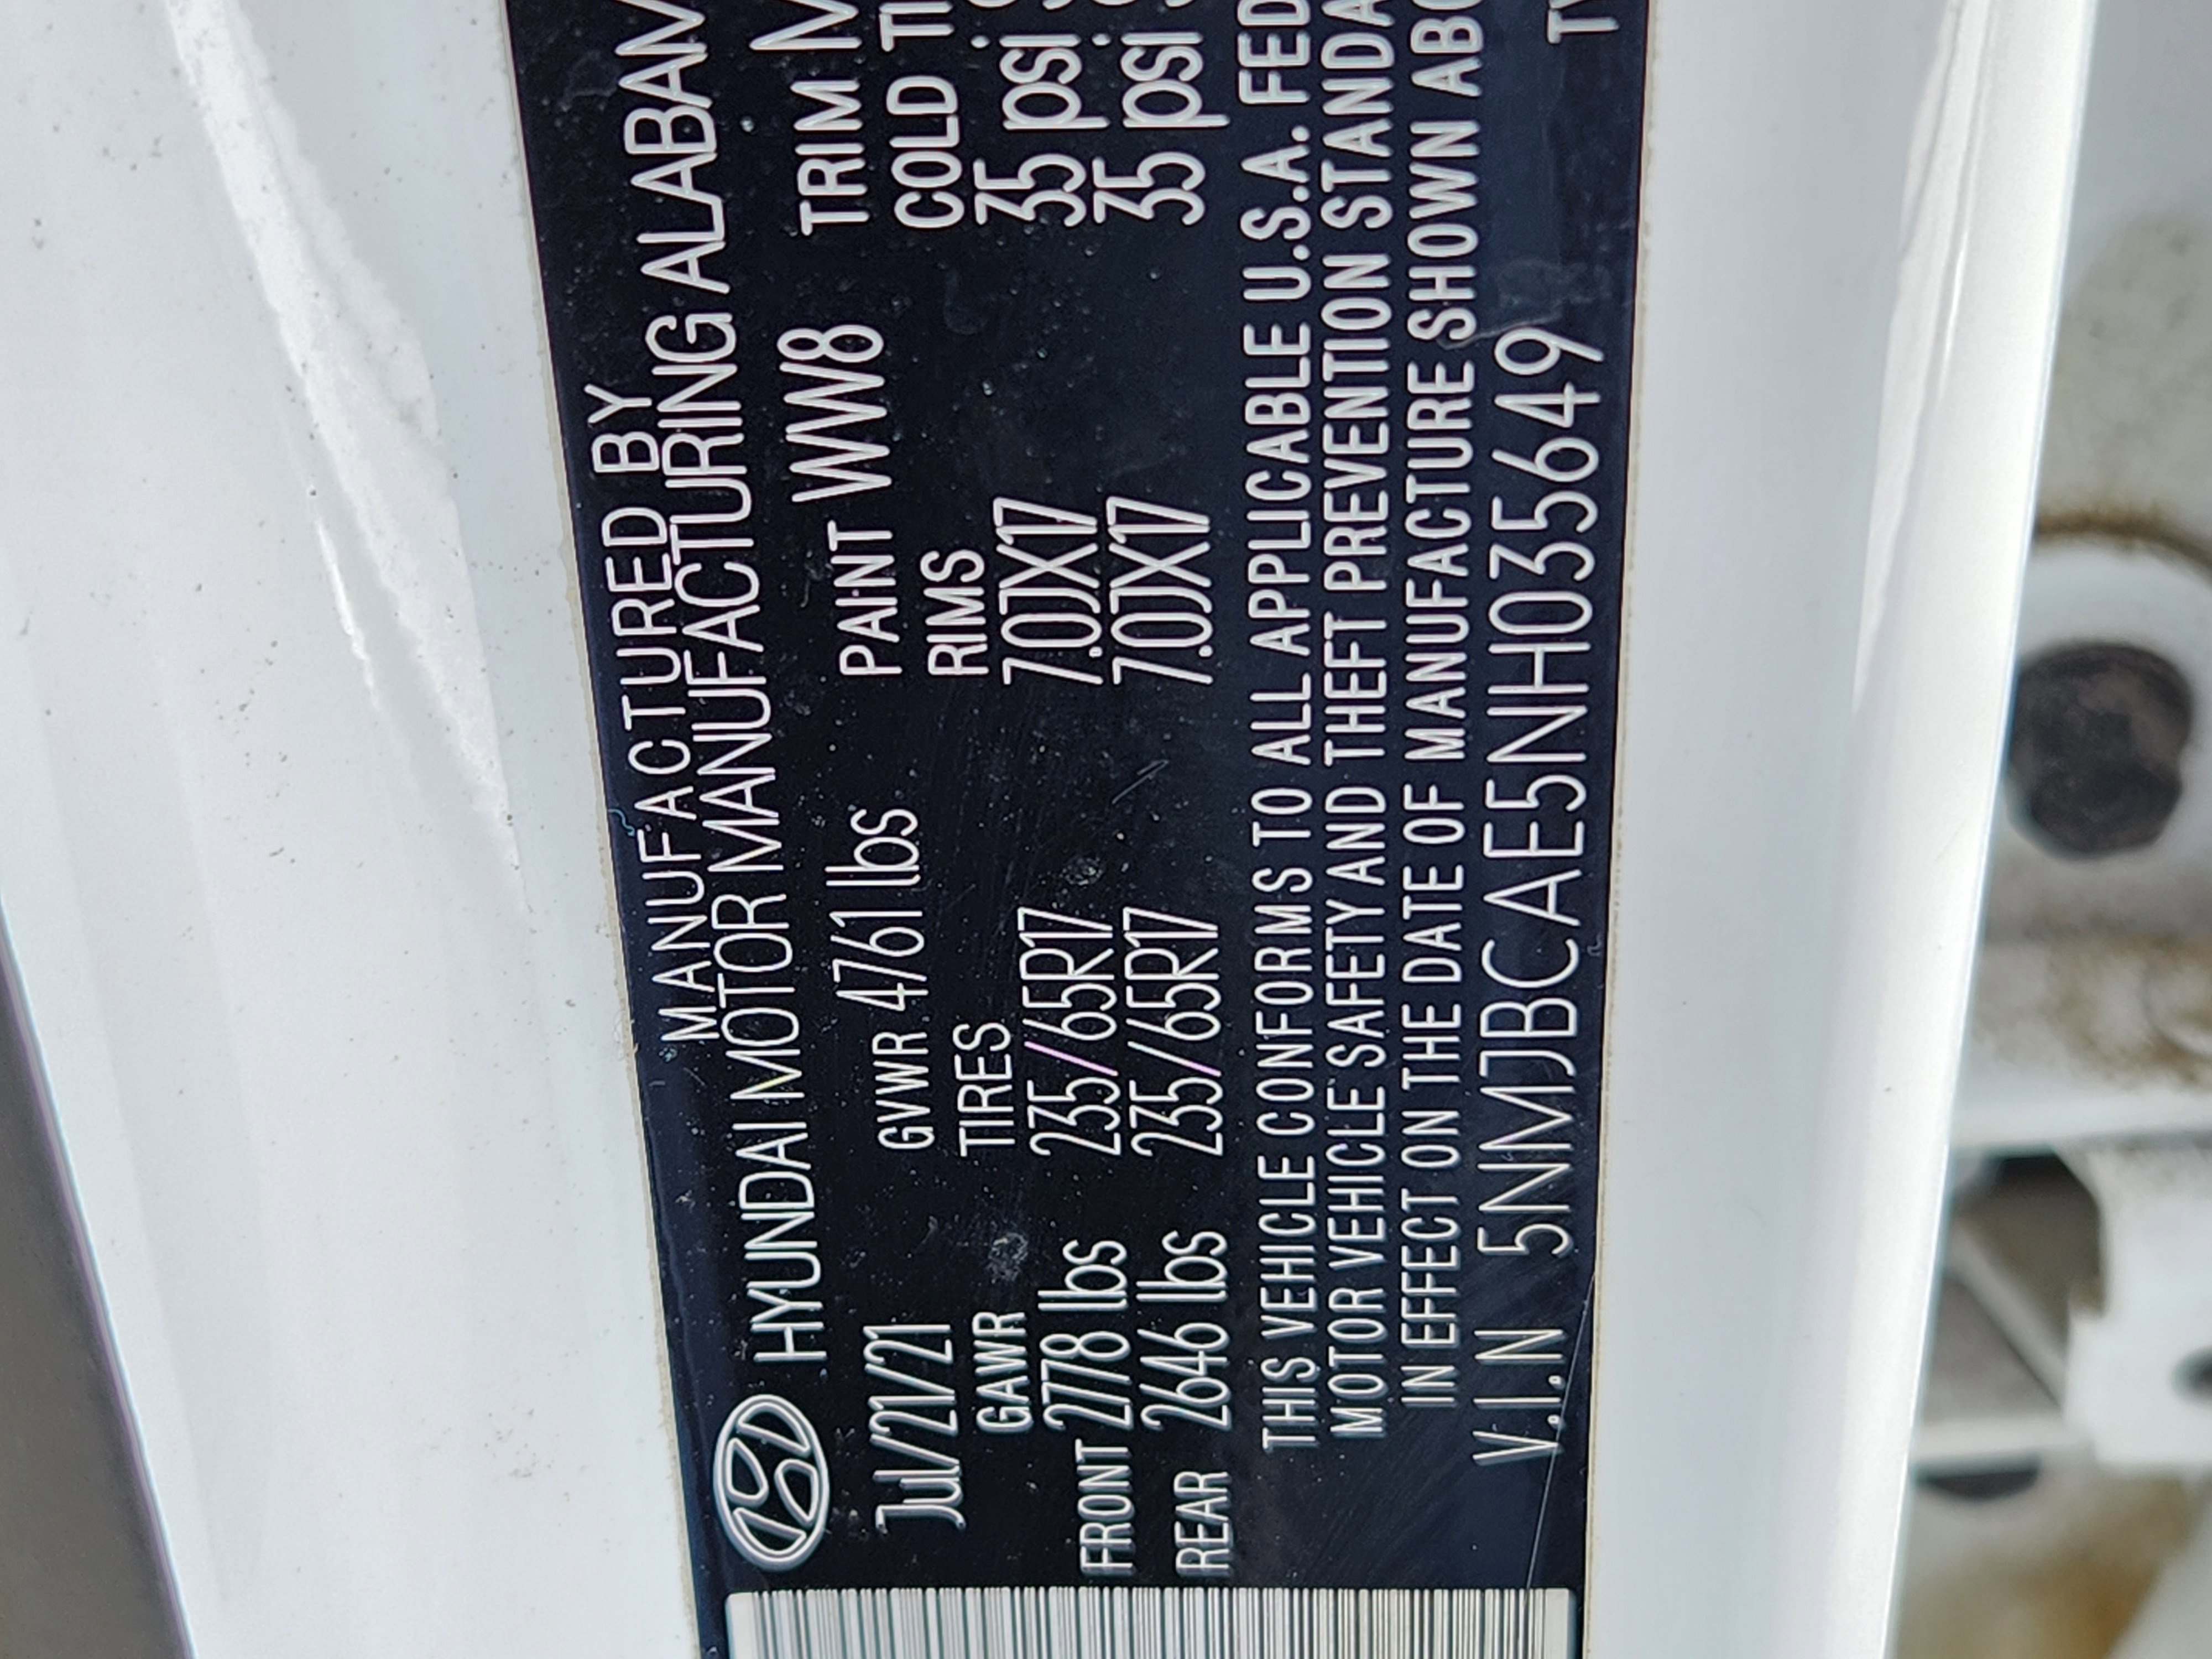 MANUFACTURED BY
HYUNDAI MOTOR MANUFACTURING ALABAM
Jul/21/21 GVWR 4761 lbs PAINT WW8 TRIM M
GAWR TIRES RIMS COLD TI
FRONT 2778 lbs 235/65R17 7.0JX17 35 psi
REAR 2646 lbs 235/65R17 7.0JX17 35 psi
THIS VEHICLE CONFORMS TO ALL APPLICABLE U.S.A. FED
MOTOR VEHICLE SAFETY AND THEFT PREVENTION STANDA
IN EFFECT ON THE DATE OF MANUFACTURE SHOWN ABO
V.I.N 5NMJBCAE5NH035649 TY